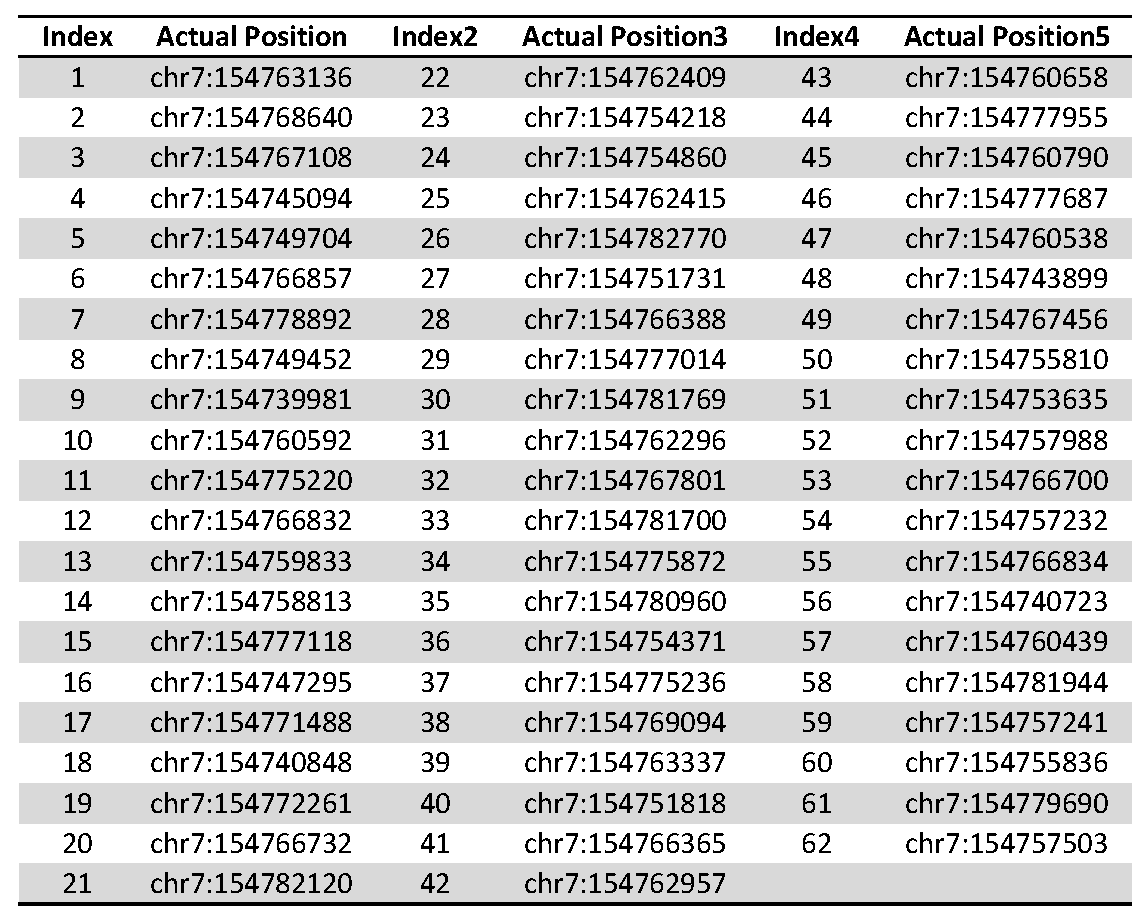 Index Actual Position Index2 Actual Position3 Index4 Actual Position5
1 chr7:154763136 22 chr7:154762409 43 chr7:154760658
2 chr7:154768640 23 chr7:154754218 44 chr7:154777955
3 chr7:154767108 24 chr7:154754860 45 chr7:154760790
4 chr7:154745094 25 chr7:154762415 46 chr7:154777687
5 chr7:154749704 26 chr7:154782770 47 chr7:154760538
6 chr7:154766857 27 chr7:154751731 48 chr7:154743899
7 chr7:154778892 28 chr7:154766388 49 chr7:154767456
8 chr7:154749452 29 chr7:154777014 50 chr7:154755810
9 chr7:154739981 30 chr7:154781769 51 chr7:154753635
10 chr7:154760592 31 chr7:154762296 52 chr7:154757988
11 chr7:154775220 32 chr7:154767801 53 chr7:154766700
12 chr7:154766832 33 chr7:154781700 54 chr7:154757232
13 chr7:154759833 34 chr7:154775872 55 chr7:154766834
14 chr7:154758813 35 chr7:154780960 56 chr7:154740723
15 chr7:154777118 36 chr7:154754371 57 chr7:154760439
16 chr7:154747295 37 chr7:154775236 58 chr7:154781944
17 chr7:154771488 38 chr7:154769094 59 chr7:154757241
18 chr7:154740848 39 chr7:154763337 60 chr7:154755836
19 chr7:154772261 40 chr7:154751818 61 chr7:154779690
20 chr7:154766732 41 chr7:154766365 62 chr7:154757503
21 chr7:154782120 42 chr7:154762957